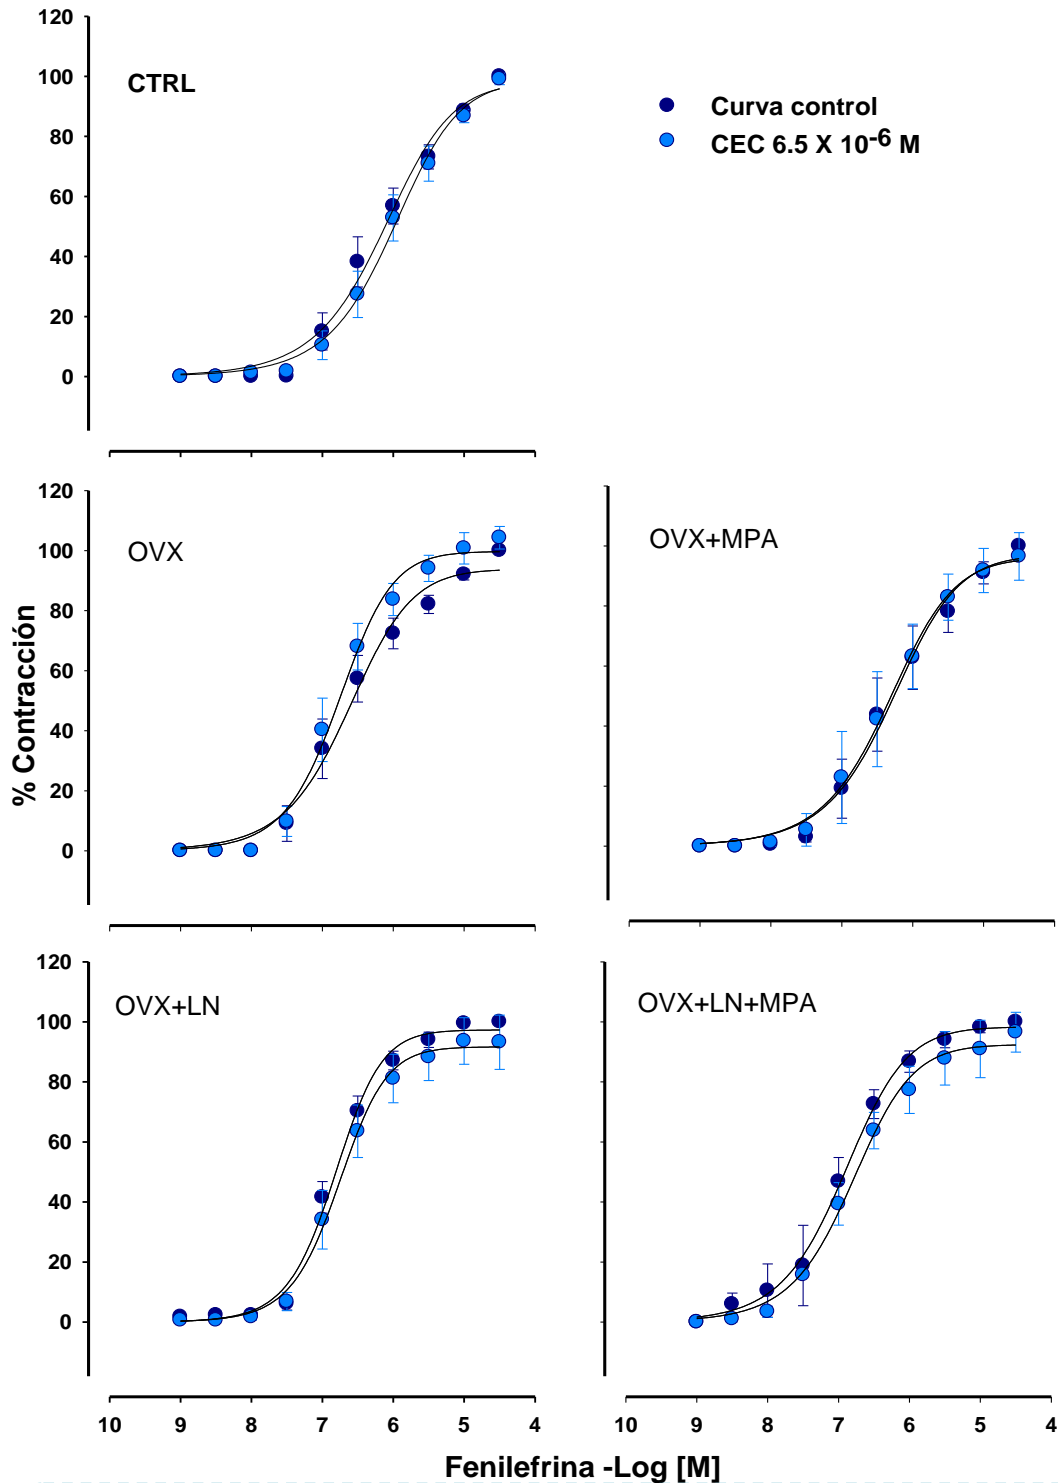 120
100
80
60
40
20
0
CTRL
Curva control
CEC 6.5 X 10-6 M
% Contracción
120
100
80
60
40
20
0
OVX
OVX+MPA
120
100
80
60
40
20
0
OVX+LN
OVX+LN+MPA
10 9 8 7 6 5 4
10 9 8 7 6 5 4
Fenilefrina -Log [M]